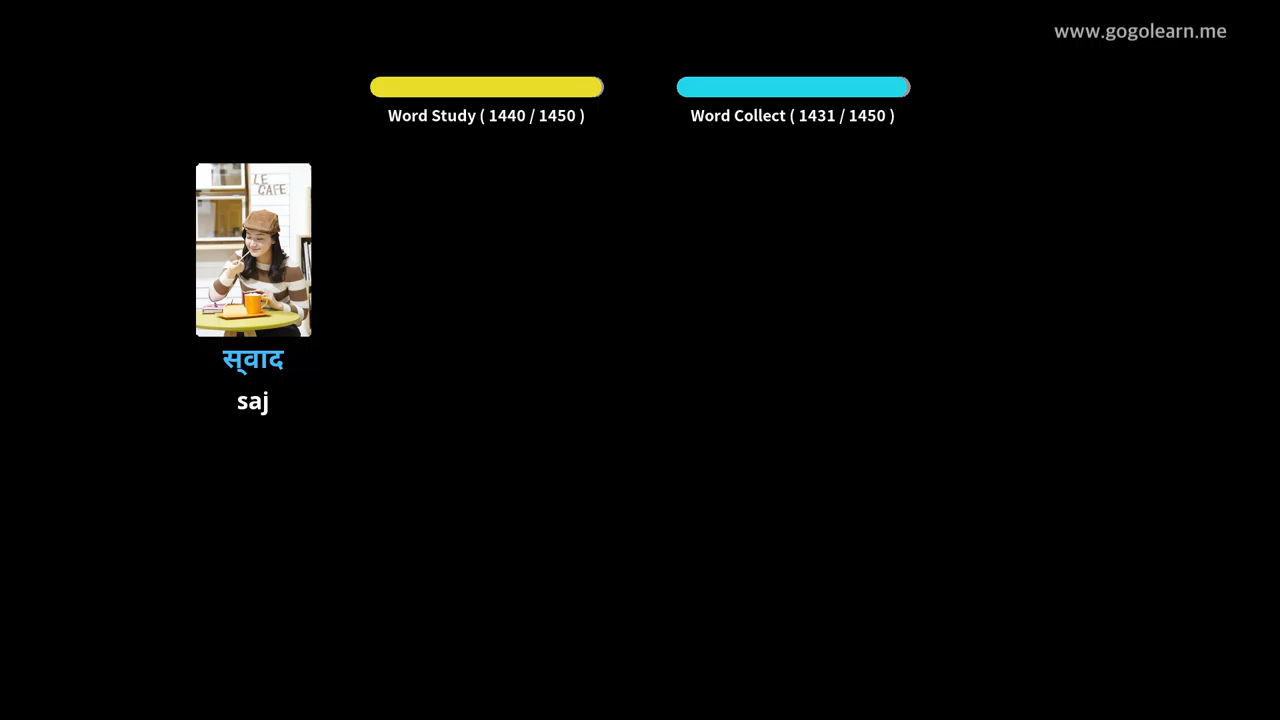 www.gogolearn.me
Word Study ( 1440 / 1450 )
Word Collect ( 1431 / 1450 )
LE
CAFE
स्‌वाद
saj